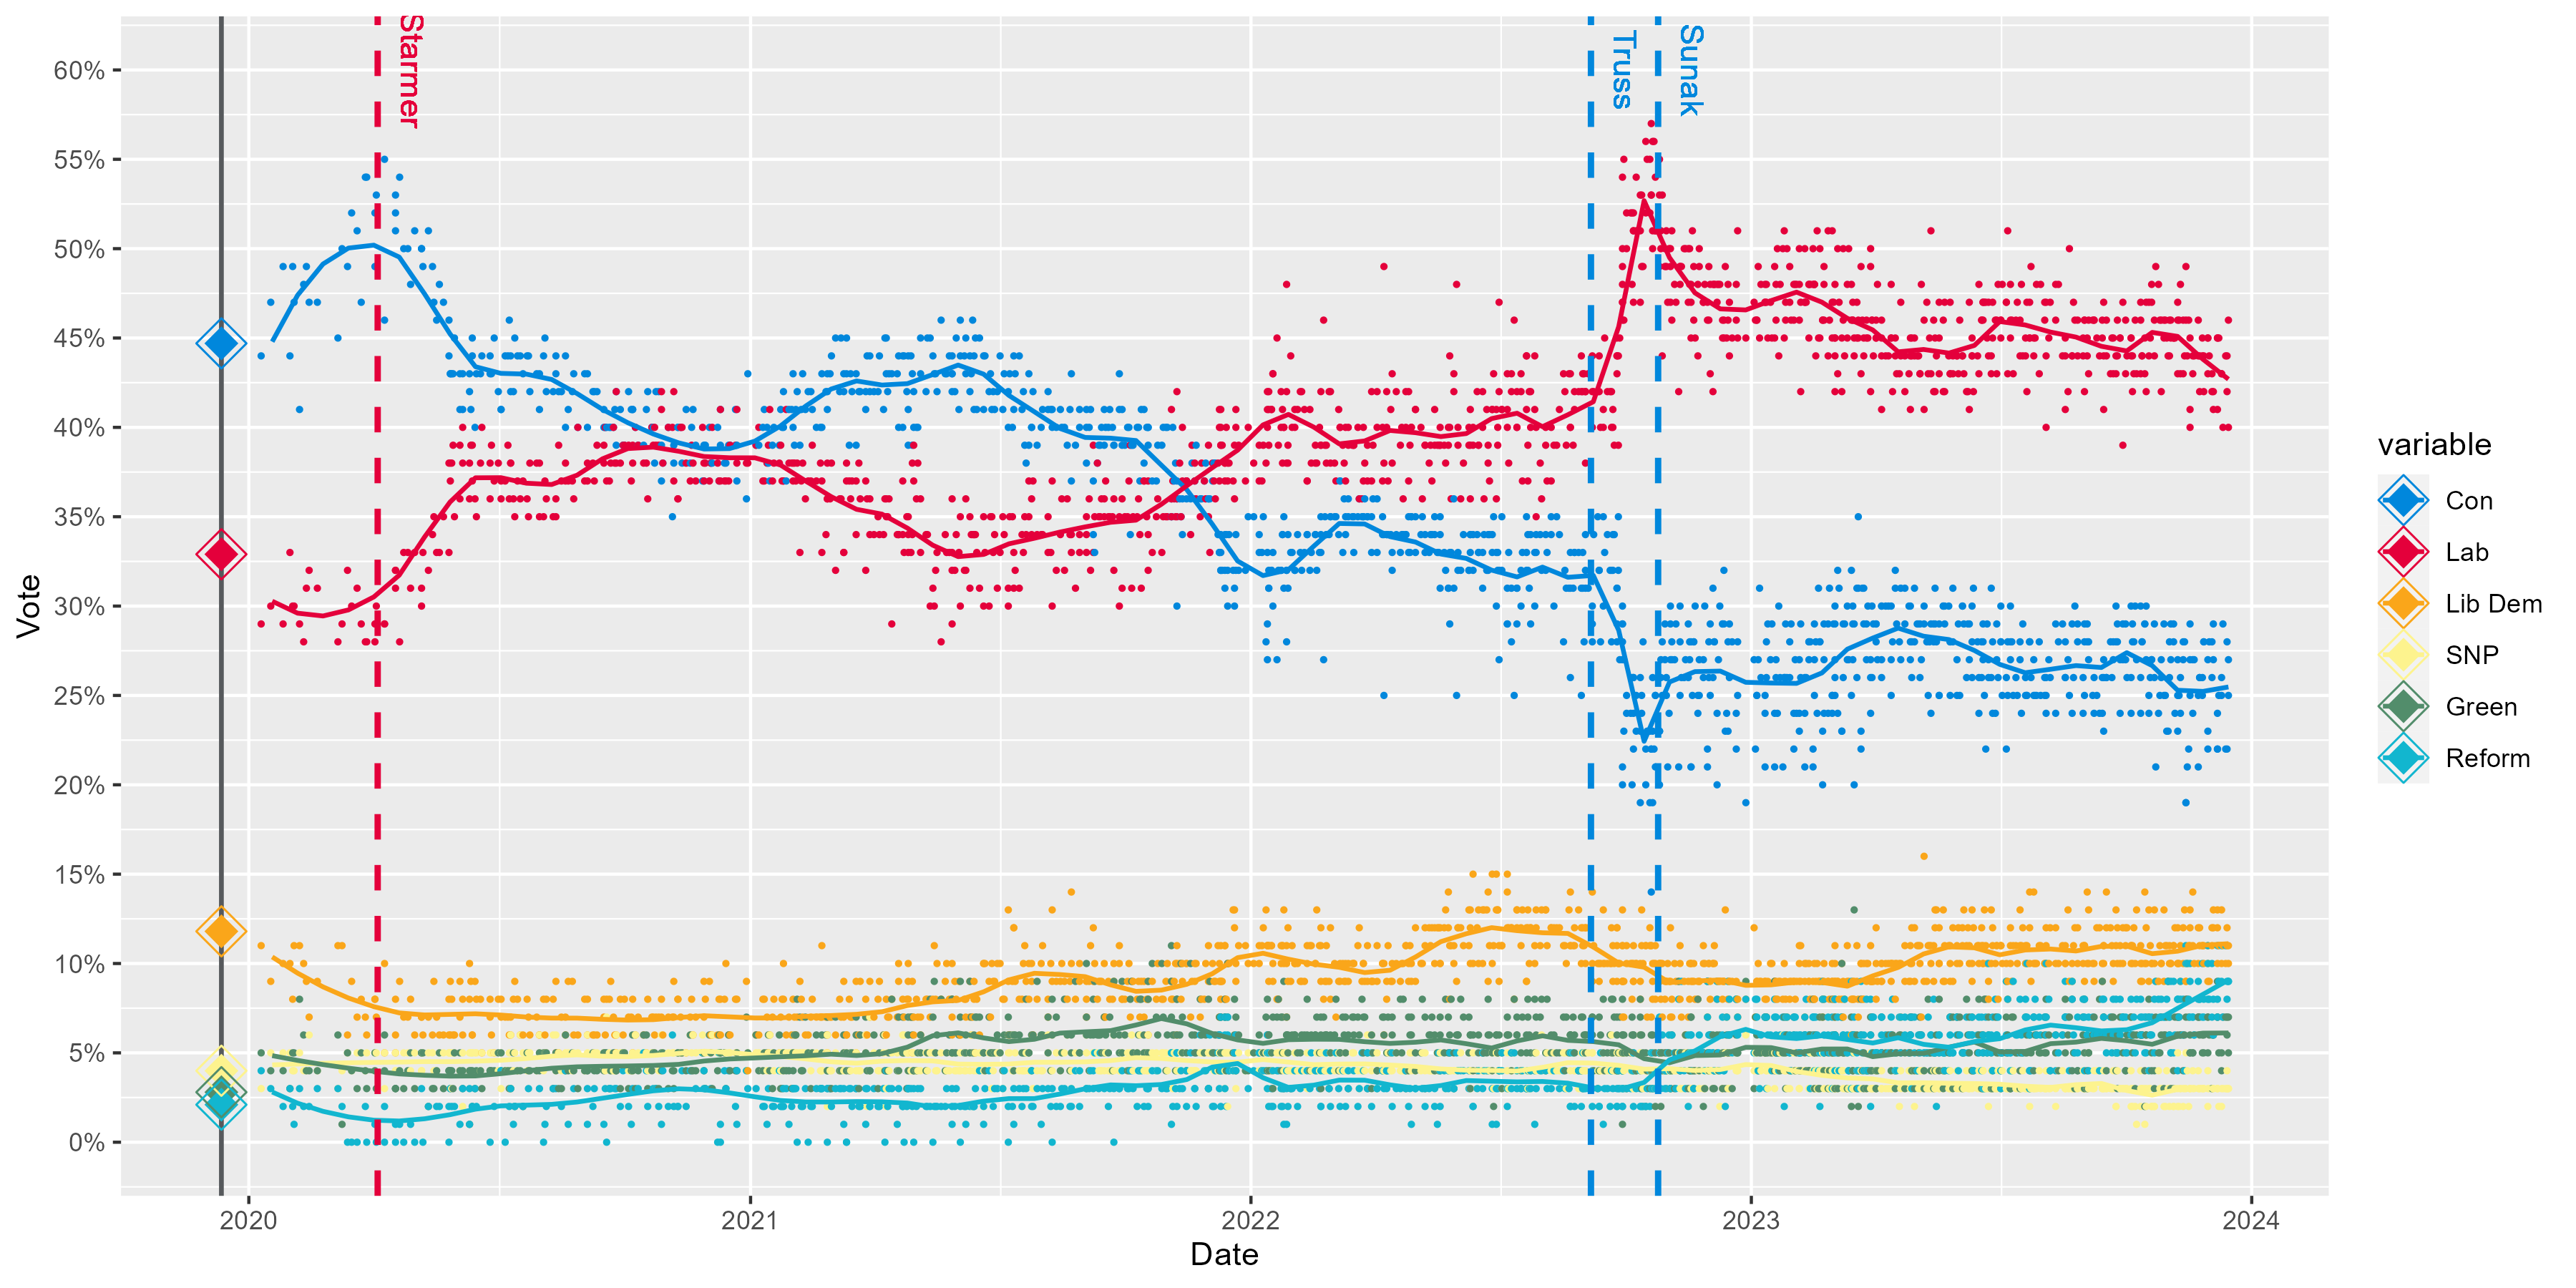 Starmer
Truss
Sunak
60%
55%
50%
45%
40%
35%
30%
25%
20%
15%
10%
5%
0%
Vote
2020
2021
2022
2023
2024
Date
variable
Con
Lab
Lib Dem
SNP
Green
Reform